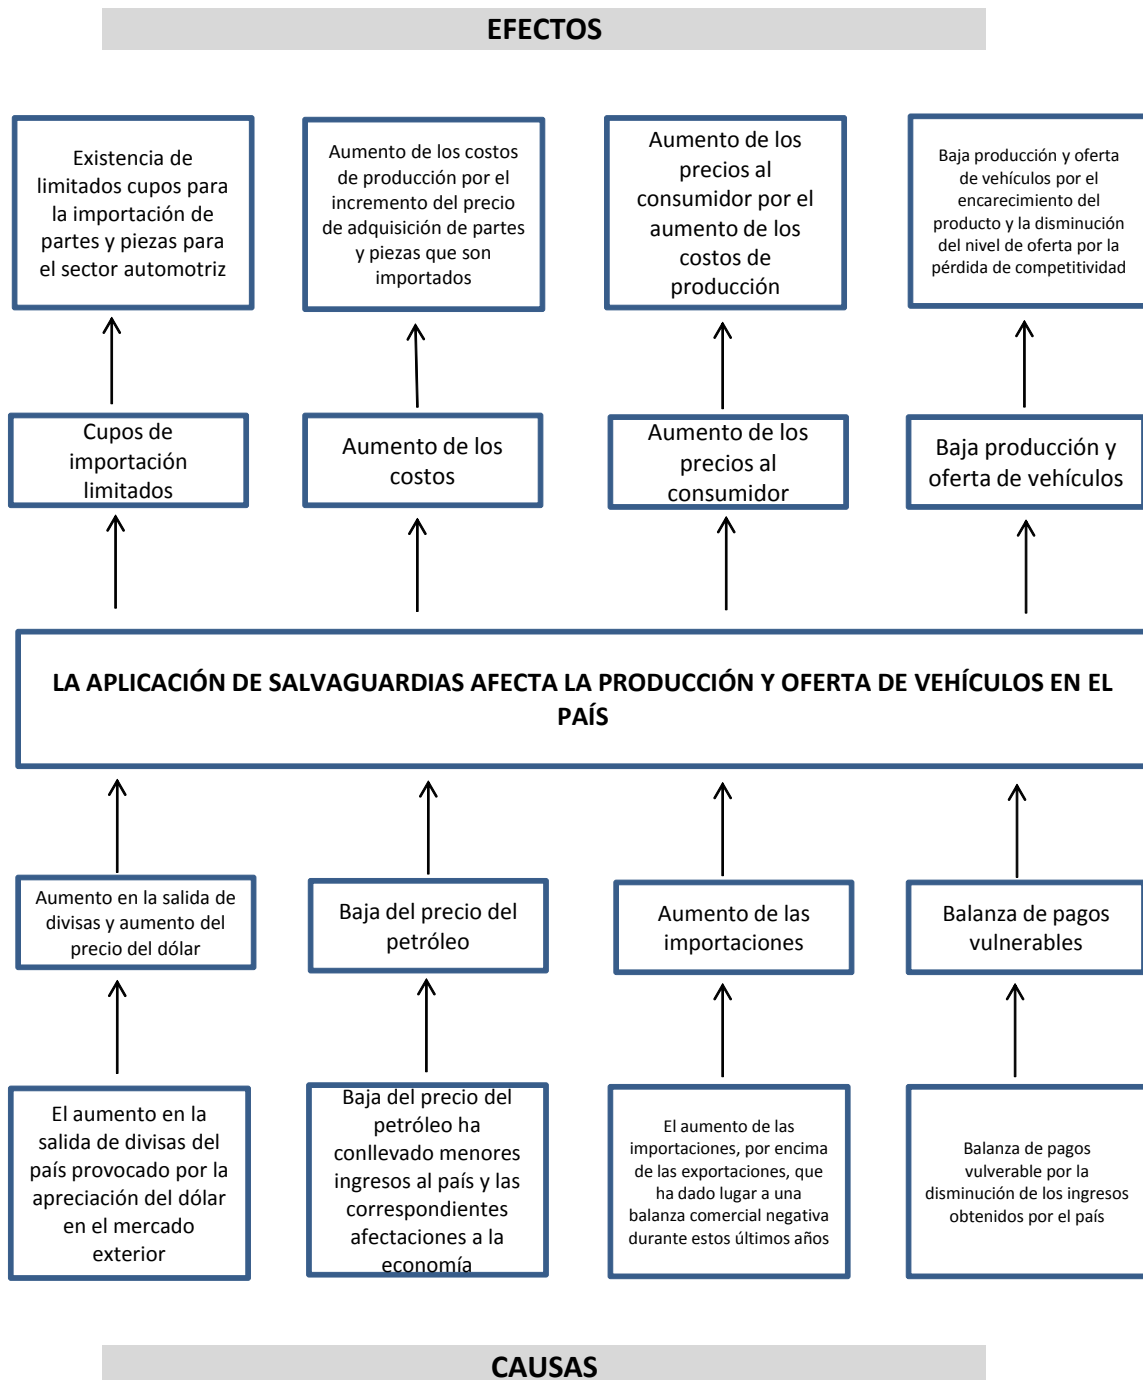 EFECTOS
Existencia de
limitados cupos para
la importación de
partes y piezas para
el sector automotriz
Aumento de los costos
de producción por el
incremento del precio
de adquisición de partes
y piezas que son
importados
Aumento de los
precios al
consumidor por el
aumento de los
costos de
producción
Baja producción y oferta
de vehículos por el
encarecimiento del
producto y la disminución
del nivel de oferta por la
pérdida de competitividad
Cupos de
importación
limitados
Aumento de los
costos
Aumento de los
precios al
consumidor
Baja producción y
oferta de vehículos
LA APLICACIÓN DE SALVAGUARDIAS AFECTA LA PRODUCCIÓN Y OFERTA DE VEHÍCULOS EN EL
PAÍS
Aumento en la salida de
divisas y aumento del
precio del dólar
Baja del precio del
petróleo
Aumento de las
importaciones
Balanza de pagos
vulnerables
El aumento en la
salida de divisas del
país provocado por la
apreciación del dólar
en el mercado
exterior
Baja del precio del
petróleo ha
conllevado menores
ingresos al país y las
correspondientes
afectaciones a la
economía
El aumento de las
importaciones, por encima
de las exportaciones, que
ha dado lugar a una
balanza comercial negativa
durante estos últimos años
Balanza de pagos
vulverable por la
disminución de los ingresos
obtenidos por el país
CAUSAS